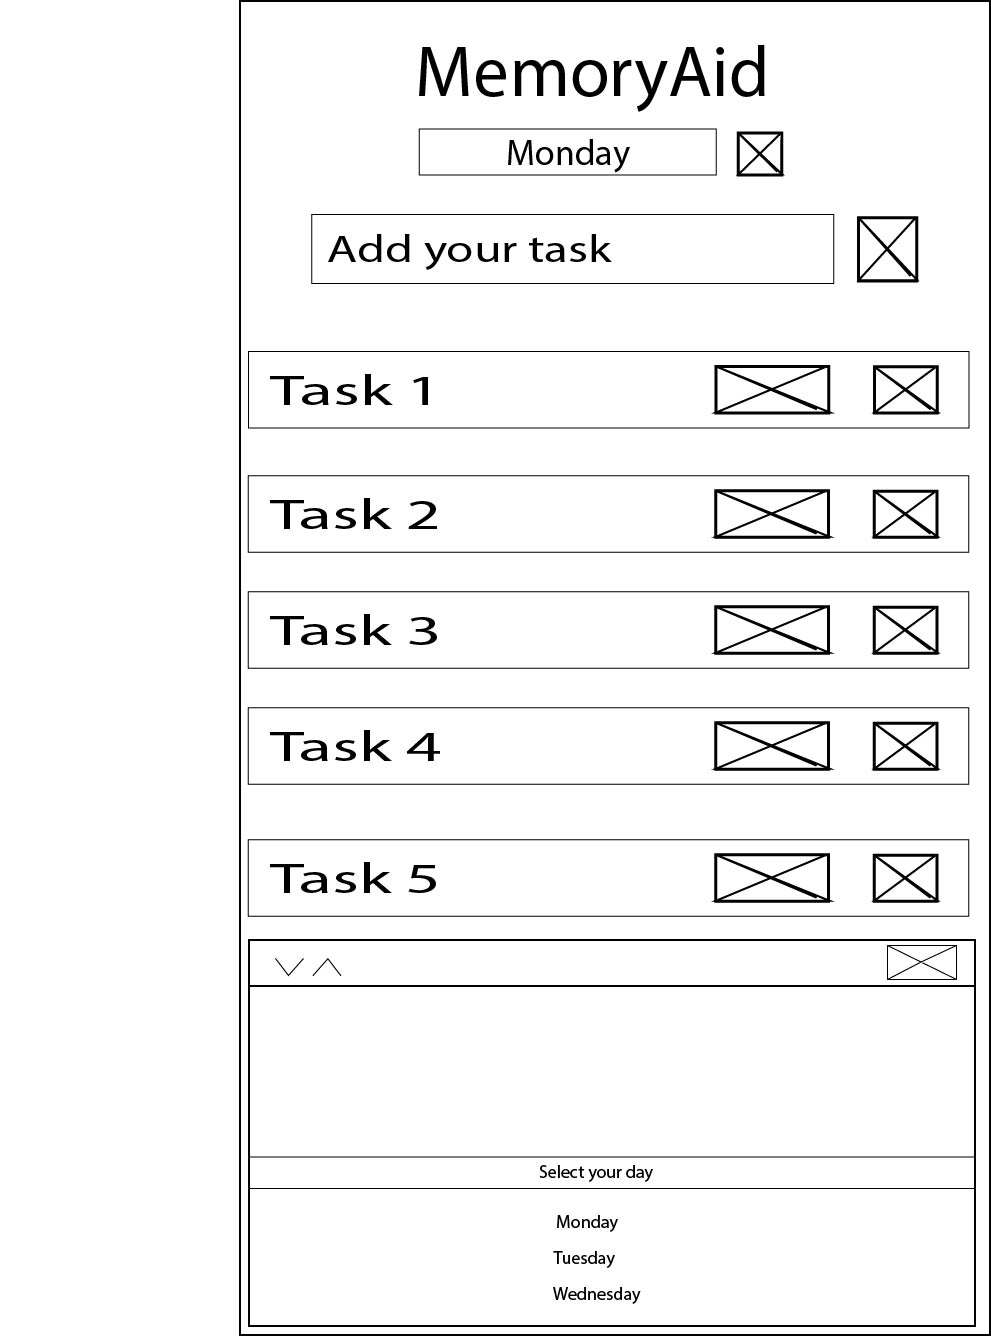 MemoryAid
Monday
Add your task
Task 1
Task 2
Task 3
Task 4
Task 5
Select your day
Monday
Tuesday
Wednesday